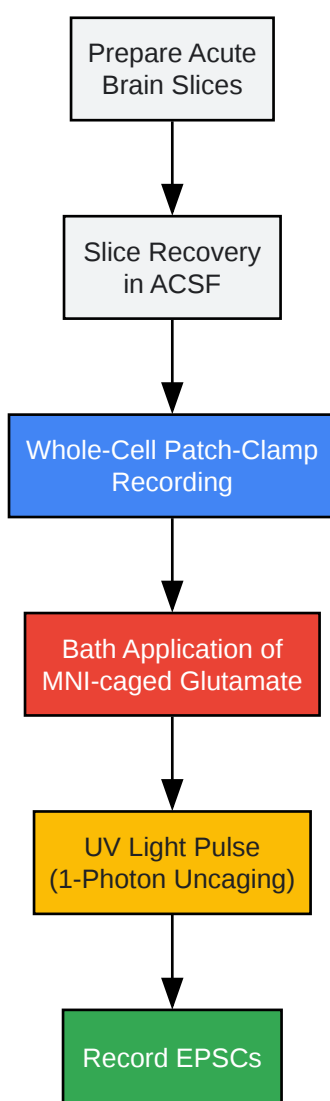 Prepare Acute
Brain Slices
Slice Recovery
in ACSF
Whole-Cell Patch-Clamp
Recording
Bath Application of
MNI-caged Glutamate
UV Light Pulse
(1-Photon Uncaging)
Record EPSCs